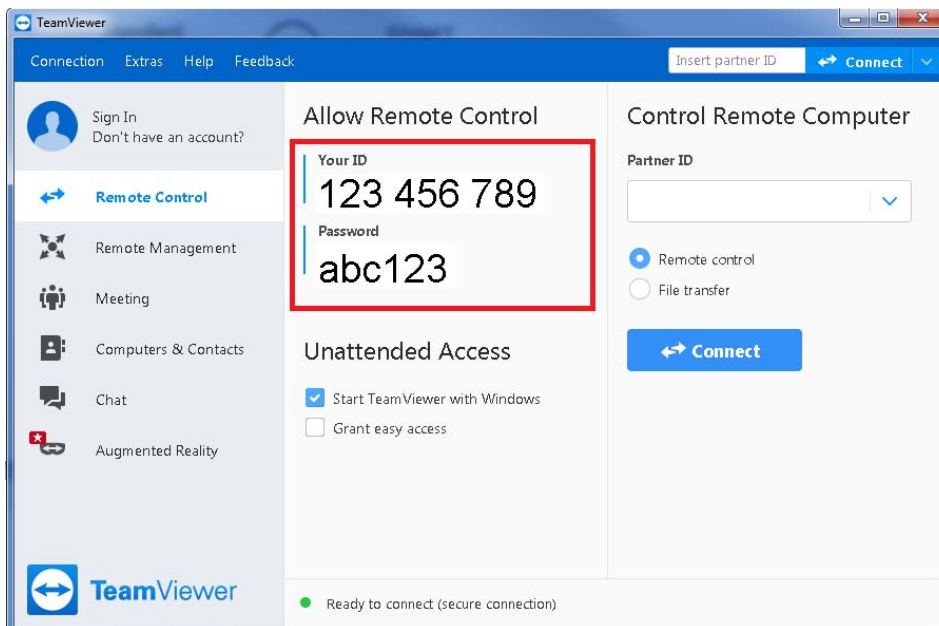 TeamViewer
Connection Extras Help Feedback
Insert partner ID
Connect
Sign In
Don't have an account?
Remote Control
Remote Management
Meeting
Computers & Contacts
Chat
Augmented Reality
TeamViewer
Allow Remote Control
Your ID
123 456 789
Password
abc123
Unattended Access
Start TeamViewer with Windows
Grant easy access
Control Remote Computer
Partner ID
Remote control
File transfer
Connect
Ready to connect (secure connection)